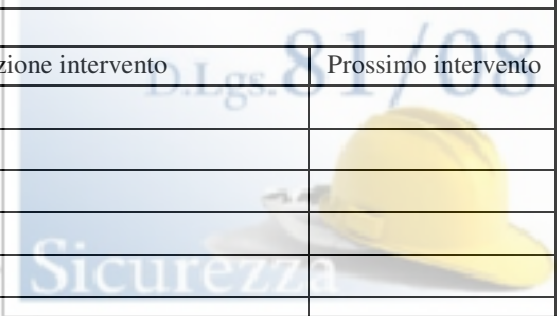 zione intervento Prossimo intervento
D.Lgs. 81/08
Sicurezza